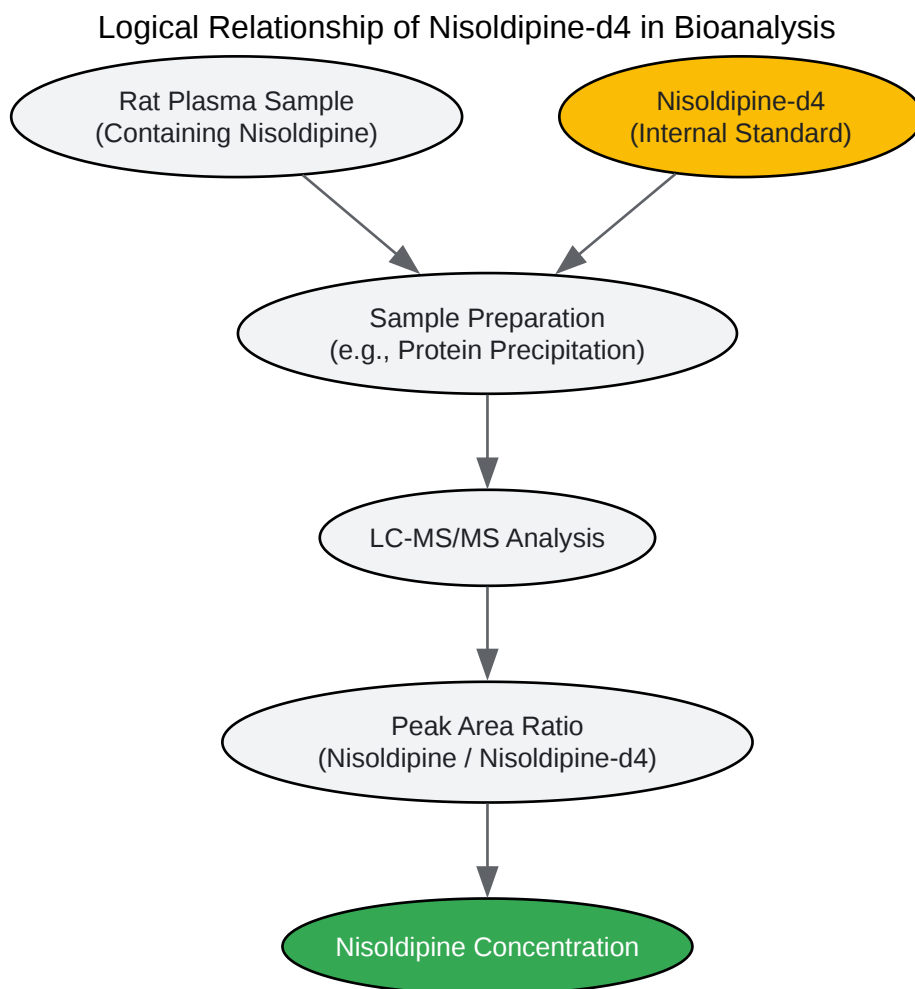 Logical Relationship of Nisoldipine-d4 in Bioanalysis
Rat Plasma Sample
(Containing Nisoldipine)
Nisoldipine-d4
(Internal Standard)
Sample Preparation
(e.g., Protein Precipitation)
LC-MS/MS Analysis
Peak Area Ratio
(Nisoldipine / Nisoldipine-d4)
Nisoldipine Concentration